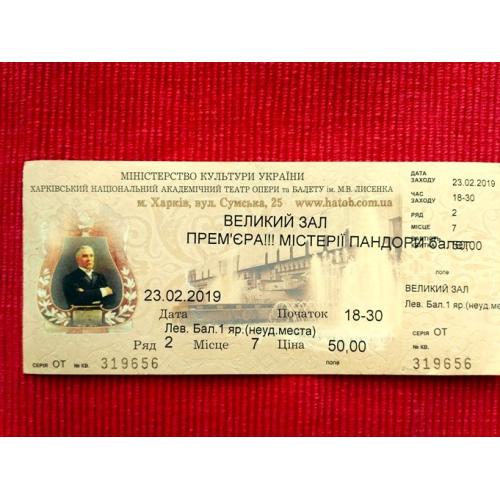 МІНІСТЕРСТВО КУЛЬТУРИ УКРАЇНИ
ХАРКІВСЬКИЙ НАЦІОНАЛЬНИЙ АКАДЕМІЧНИЙ ТЕАТР ОПЕРИ та БАЛЕТУ ім. М.В. ЛИСЕНКА
м. Харків, вул. Сумська, 25 www.hatob.com.ua
ВЕЛИКИЙ ЗАЛ
ПРЕМ'ЄРА!!! МІСТЕРІЇ ПАНДОРИ балет
23.02.2019
Дата Початок 18-30
Лев. Бал.1 яр.(неуд.места)
Ряд 2 Місце 7 Ціна 50,00
СЕРІЯ ОТ № КВ. 319656 none
ДАТА
ЗАХОДУ 23.02.2019
ЧАС
ЗАХОДУ 18-30
РЯД 2
МІСЦЕ 7
50,00
none
ВЕЛИКИЙ ЗАЛ
Лев. Бал.1 яр.(неуд.
СЕРІЯ ОТ № КВ. 319656